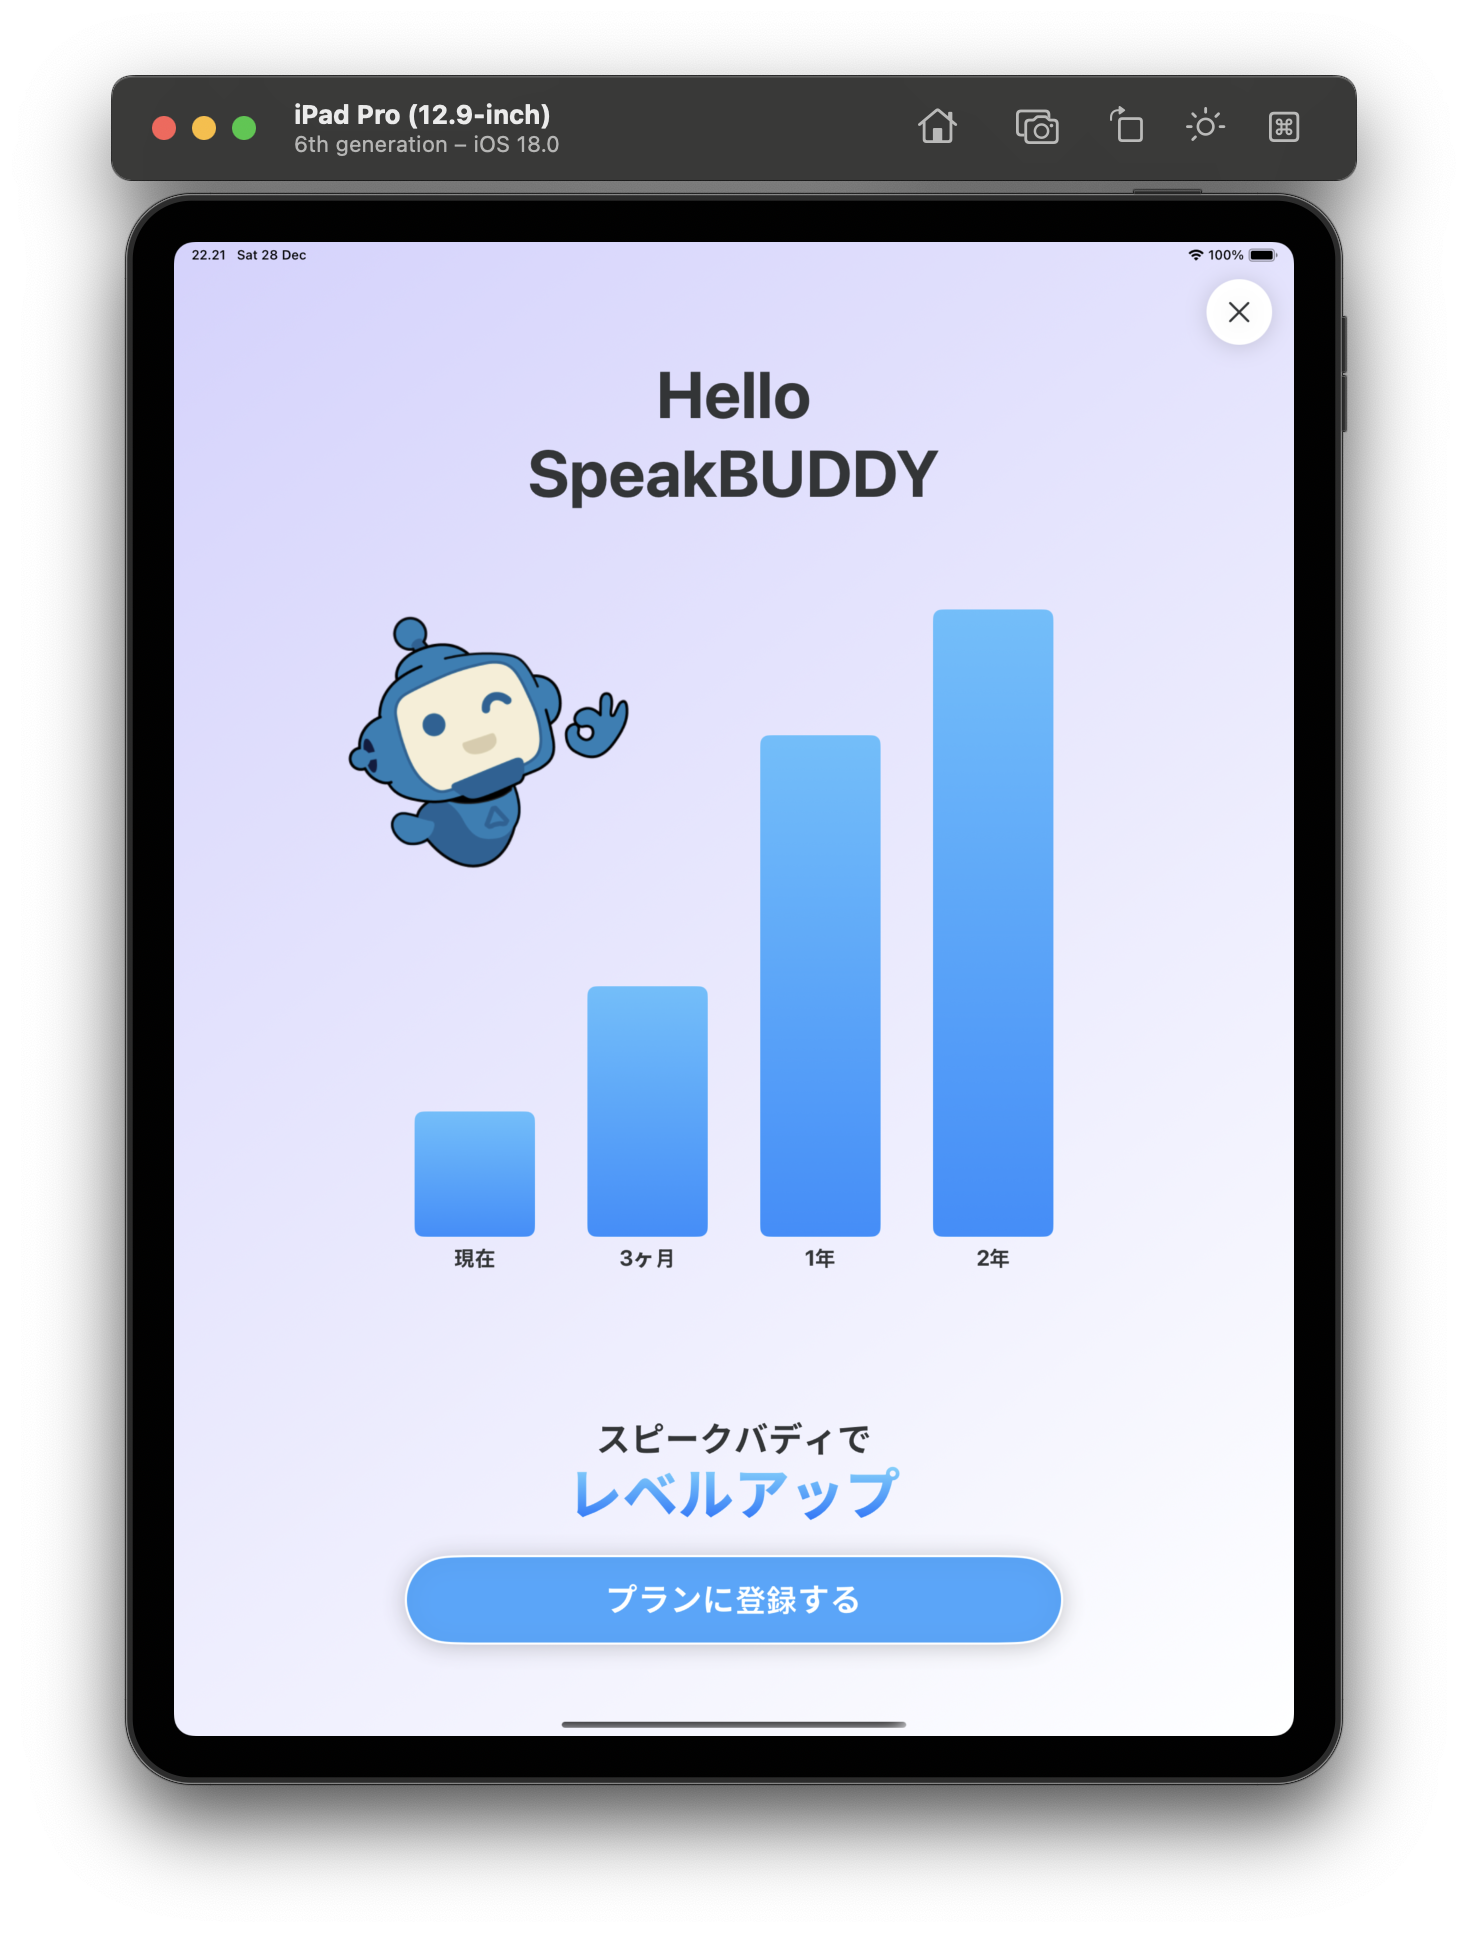 iPad Pro (12.9-inch)
6th generation – iOS 18.0
22.21 Sat 28 Dec
100%
Hello
SpeakBUDDY
現在
3ヶ月
1年
2年
スピークバディで
レベルアップ
プランに登録する